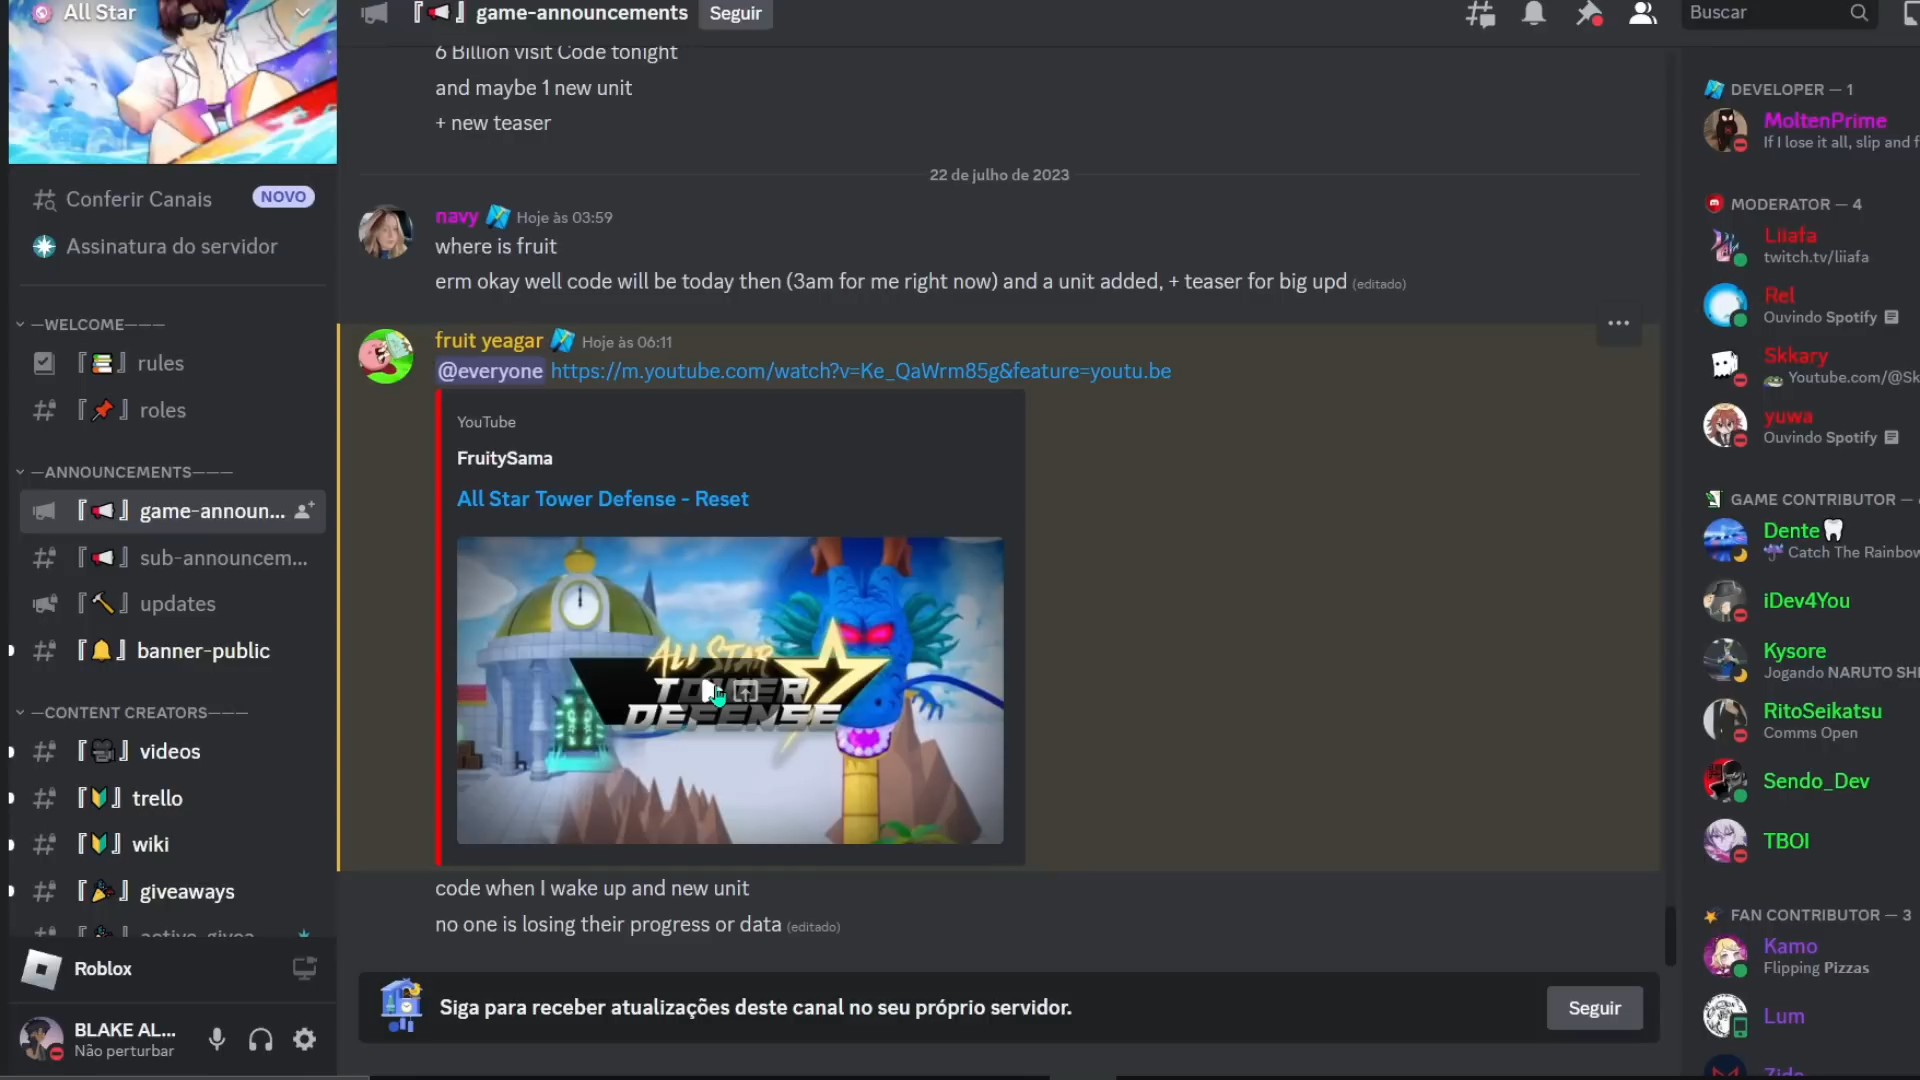 All Star
Conferir Canais NOVO
Assinatura do servidor
—WELCOME———
『📚』rules
『📌』roles
—ANNOUNCEMENTS———
『📢』game-announ...
『📢』sub-announcem...
『🔨』updates
『🔔』banner-public
—CONTENT CREATORS———
『🎥』videos
『🔰』trello
『🔰』wiki
『🎉』giveaways
Roblox
BLAKE AL...
Não perturbar
『📢』game-announcements Seguir
Buscar
6 Billion visit Code tonight
and maybe 1 new unit
+ new teaser
22 de julho de 2023
navy Hoje às 03:59
where is fruit
erm okay well code will be today then (3am for me right now) and a unit added, + teaser for big upd (editado)
fruit yeagar Hoje às 06:11
@everyone https://m.youtube.com/watch?v=Ke_QaWrm85g&feature=youtu.be
YouTube
FruitySama
All Star Tower Defense - Reset
ALL STAR
TOWER
DEFENSE
code when I wake up and new unit
no one is losing their progress or data (editado)
Siga para receber atualizações deste canal no seu próprio servidor.
Seguir
DEVELOPER — 1
MoltenPrime
If I lose it all, slip and f
MODERATOR — 4
Liiafa
twitch.tv/liiafa
Rel
Ouvindo Spotify
Skkary
Youtube.com/@Sk
yuwa
Ouvindo Spotify
GAME CONTRIBUTOR —
Dente🦷
Catch The Rainbow
iDev4You
Kysore
Jogando NARUTO SHI
RitoSeikatsu
Comms Open
Sendo_Dev
TBOI
FAN CONTRIBUTOR — 3
Kamo
Flipping Pizzas
Lum